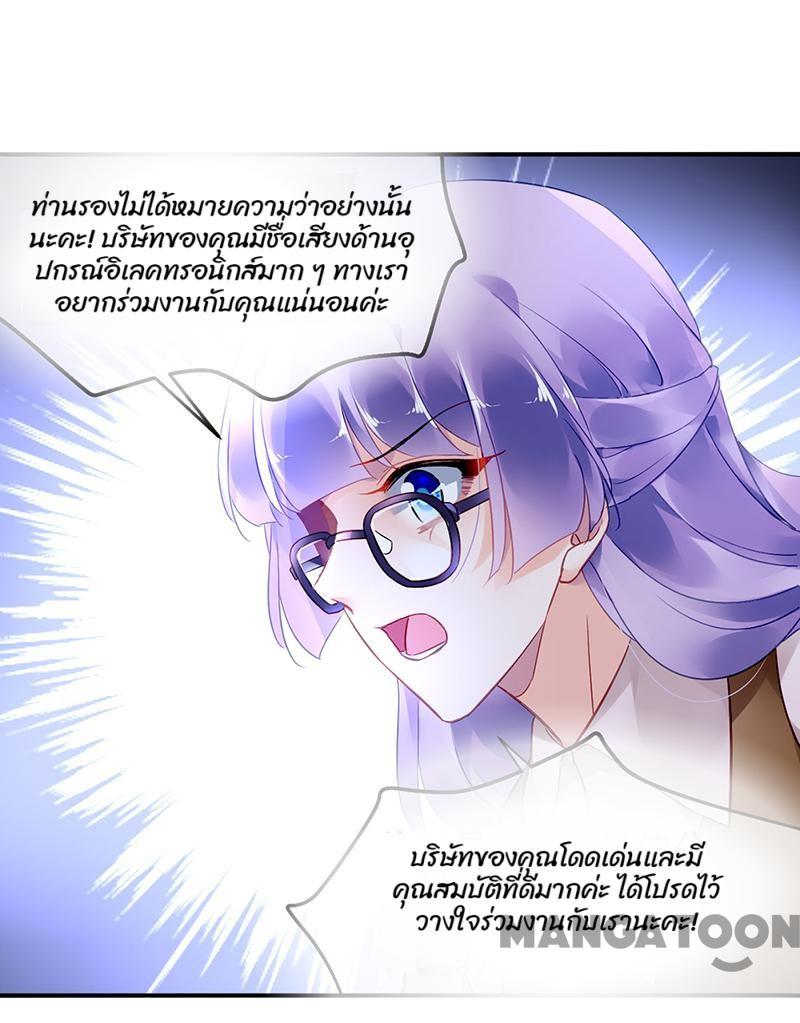 ท่านรองไม่ได้หมายความว่าอย่างนั้น
นะคะ! บริษัทของคุณมีชื่อเสียงด้านอุ
ปกรณ์อิเลคทรอนิกส์มาก ๆ ทางเรา
อยากร่วมงานกับคุณแน่นอนค่ะ
บริษัทของคุณโดดเด่นและมี
คุณสมบัติที่ดีมากค่ะ ได้โปรดไว้
วางใจร่วมงานกับเรานะคะ!
MANGATOON